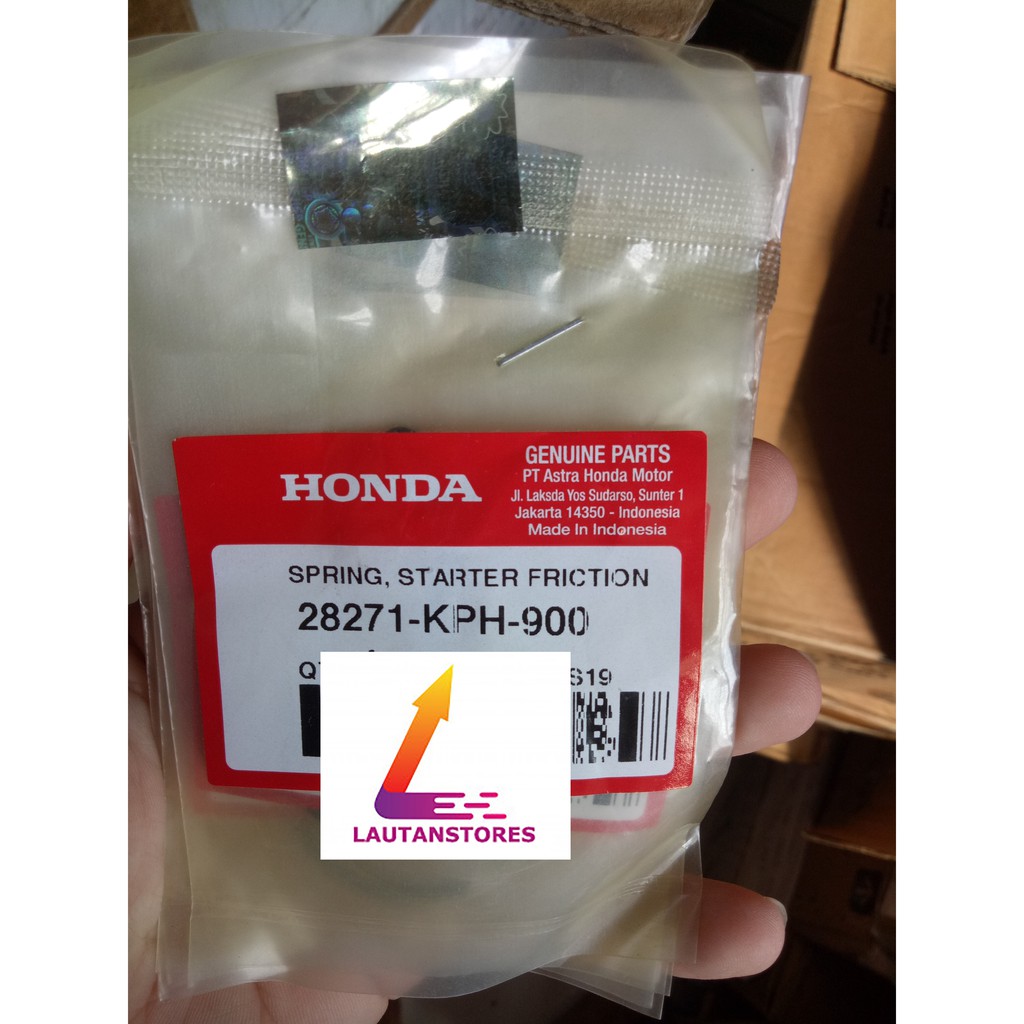 HONDA
GENUINE PARTS
PT Astra Honda Motor
Jl. Laksda Yos Sudarso, Sunter 1
Jakarta 14350 - Indonesia
Made In Indonesia
SPRING, STARTER FRICTION
28271-KPH-900
S19
LAUTANSTORES